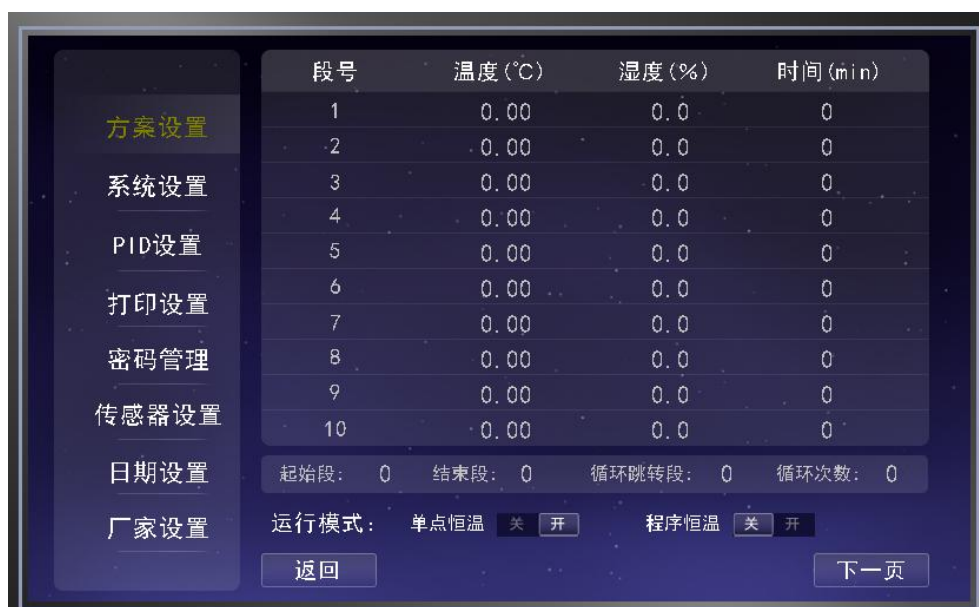 段号 温度(℃) 湿度(%) 时间(min)
方案设置
系统设置
PID设置
打印设置
密码管理
传感器设置
日期设置
厂家设置
1 0.00 0.0 0
2 0.00 0.0 0
3 0.00 0.0 0
4 0.00 0.0 0
5 0.00 0.0 0
6 0.00 0.0 0
7 0.00 0.0 0
8 0.00 0.0 0
9 0.00 0.0 0
10 0.00 0.0 0
起始段: 0 结束段: 0 循环跳转段: 0 循环次数: 0
运行模式: 单点恒温 关 开 程序恒温 关 开
返回 下一页